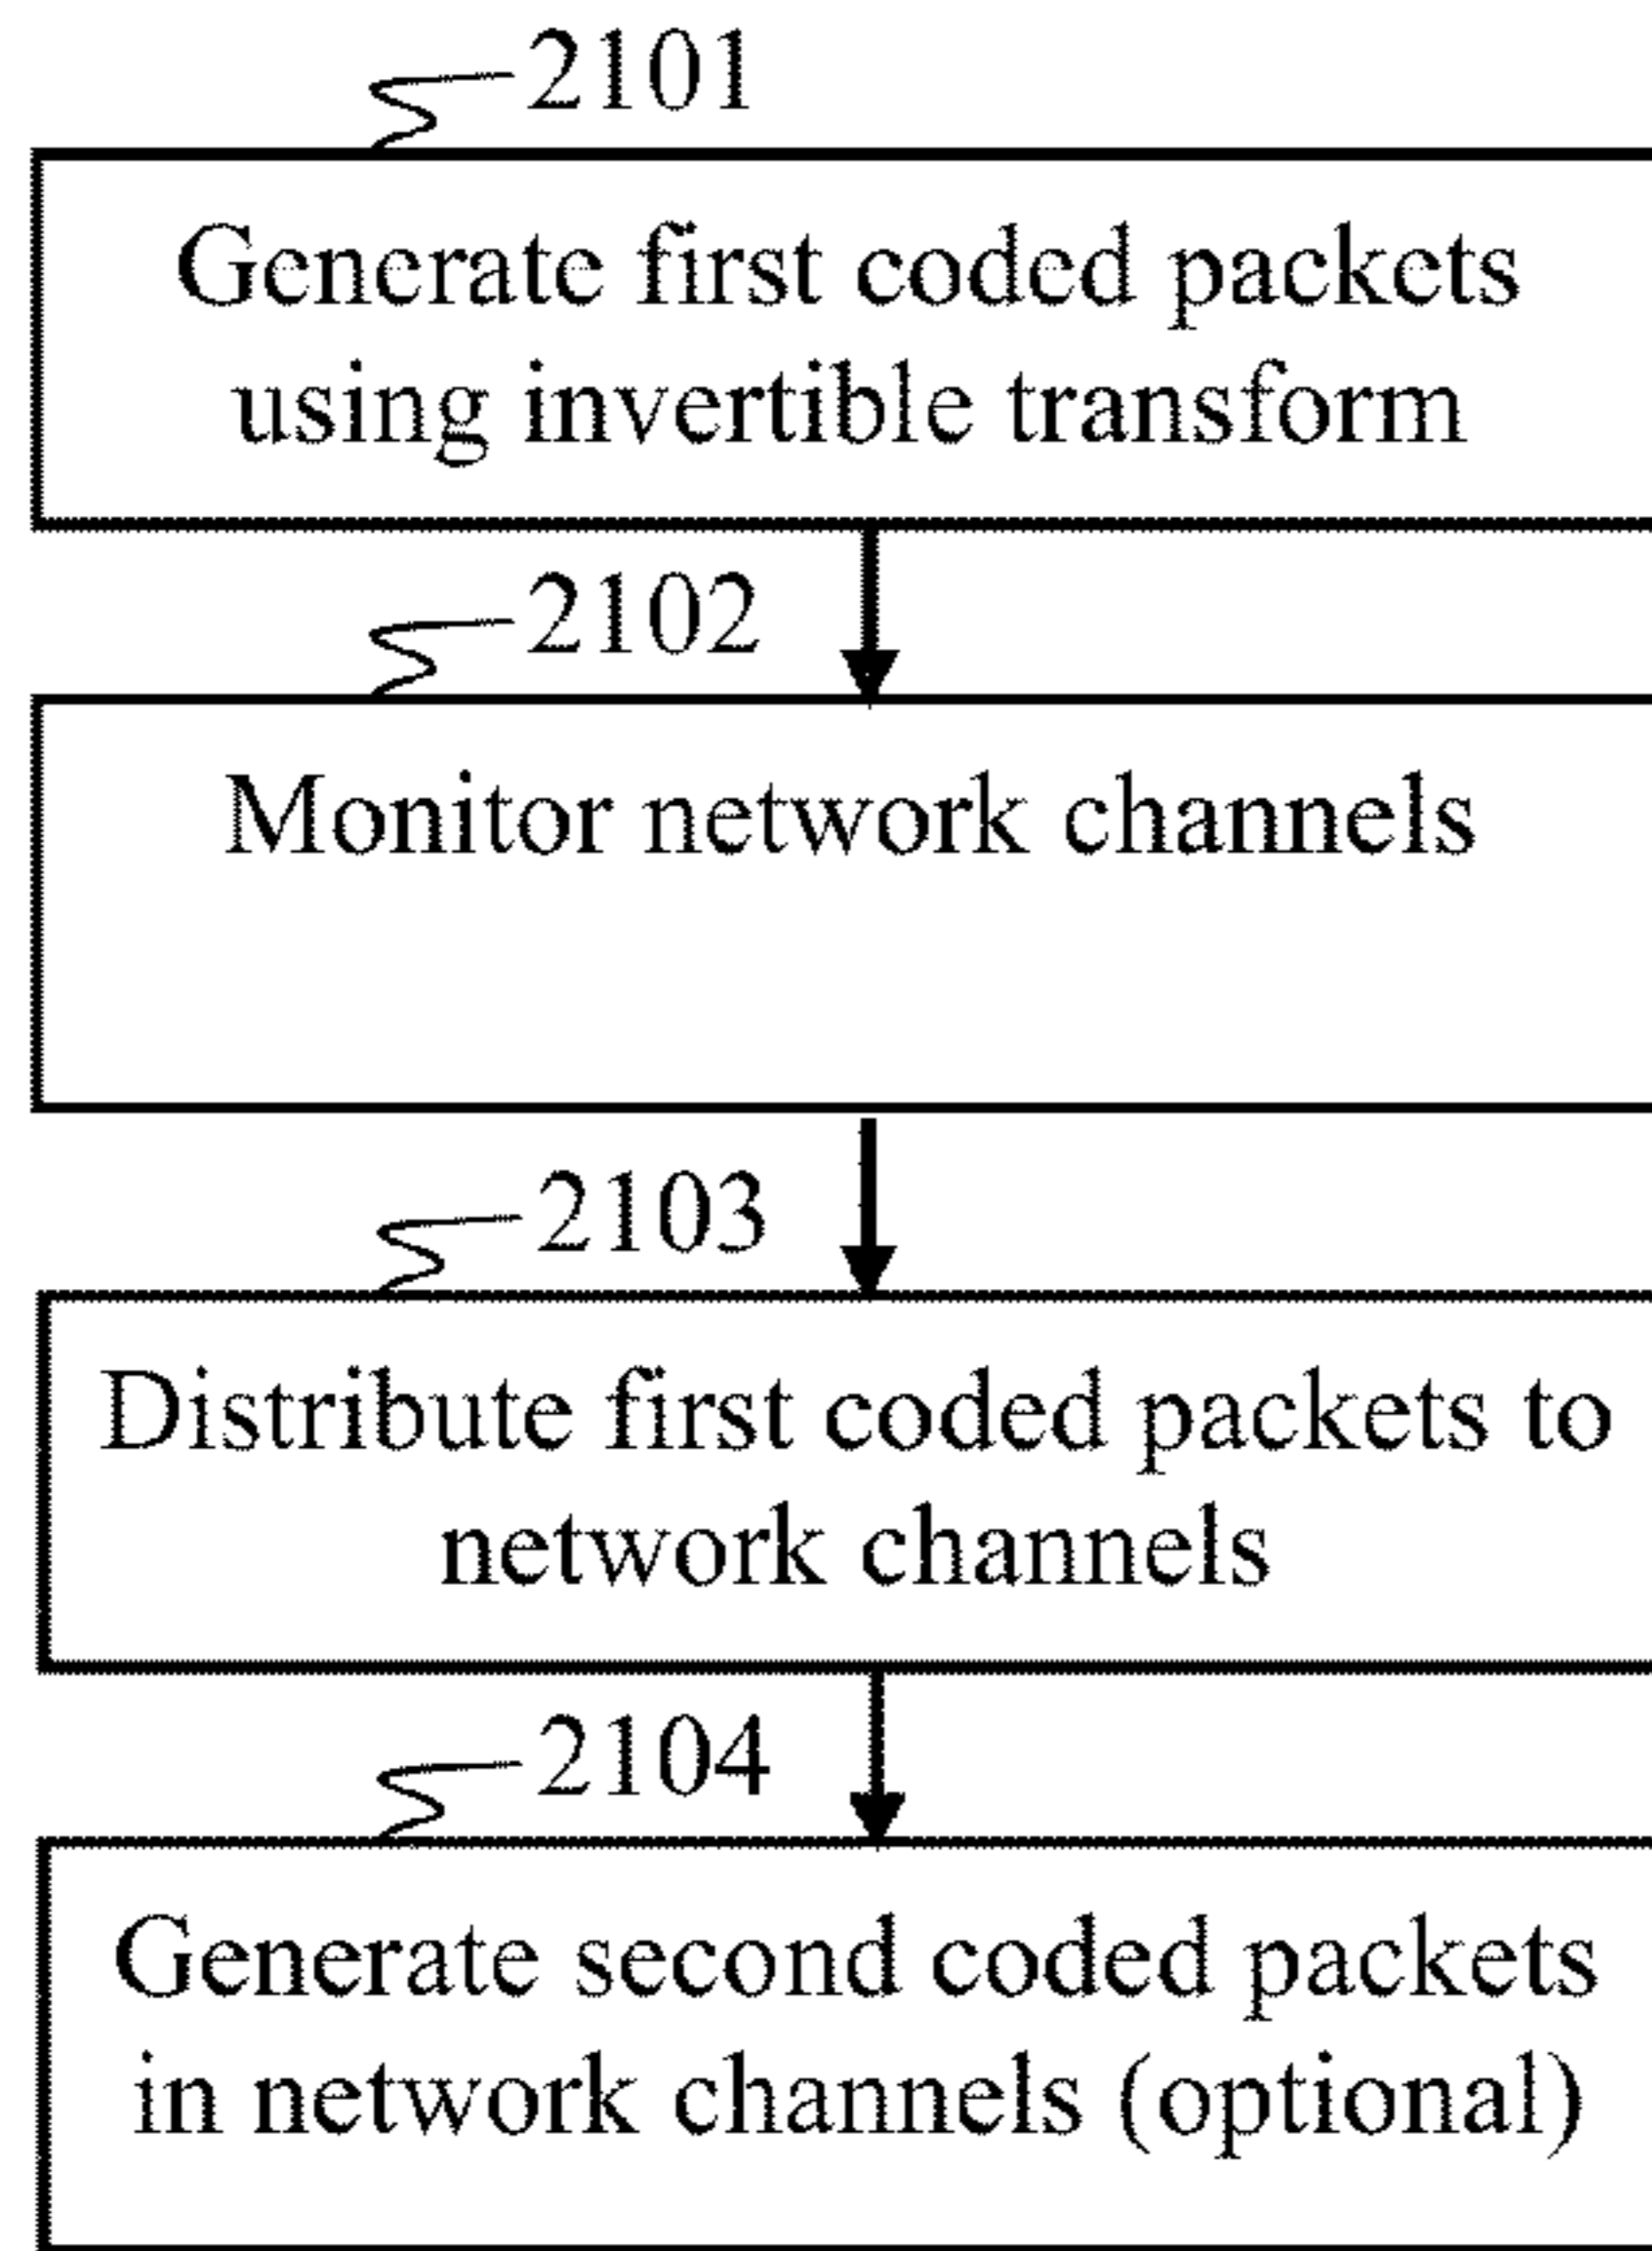 2101
Generate first coded packets
using invertible transform
2102
Monitor network channels
2103
Distribute first coded packets to
network channels
2104
Generate second coded packets
in network channels (optional)